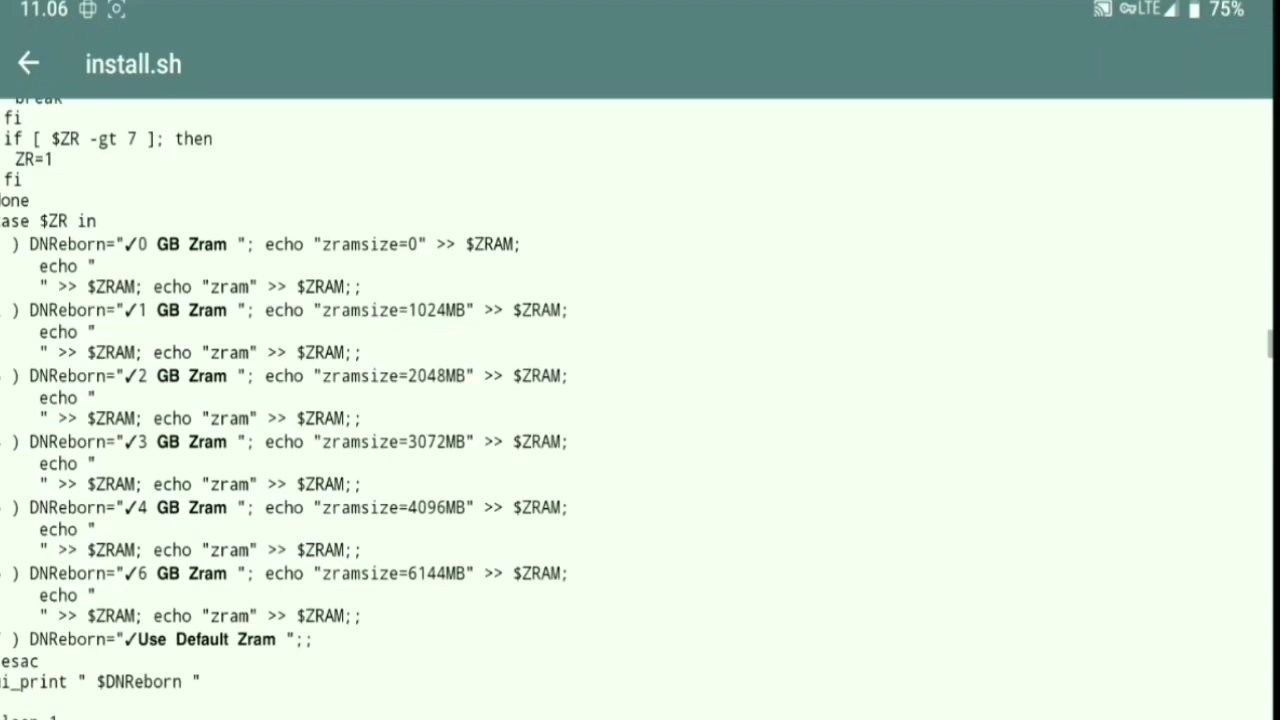 11.06 LTE 75%
install.sh
break
fi
if [ $ZR -gt 7 ]; then
ZR=1
fi
one
ase $ZR in
) DNReborn="✓0 GB Zram "; echo "zramsize=0" >> $ZRAM;
echo "
" >> $ZRAM; echo "zram" >> $ZRAM;;
) DNReborn="✓1 GB Zram "; echo "zramsize=1024MB" >> $ZRAM;
echo "
" >> $ZRAM; echo "zram" >> $ZRAM;;
) DNReborn="✓2 GB Zram "; echo "zramsize=2048MB" >> $ZRAM;
echo "
" >> $ZRAM; echo "zram" >> $ZRAM;;
) DNReborn="✓3 GB Zram "; echo "zramsize=3072MB" >> $ZRAM;
echo "
" >> $ZRAM; echo "zram" >> $ZRAM;;
) DNReborn="✓4 GB Zram "; echo "zramsize=4096MB" >> $ZRAM;
echo "
" >> $ZRAM; echo "zram" >> $ZRAM;;
) DNReborn="✓6 GB Zram "; echo "zramsize=6144MB" >> $ZRAM;
echo "
" >> $ZRAM; echo "zram" >> $ZRAM;;
) DNReborn="✓Use Default Zram ";;
esac
i_print " $DNReborn "